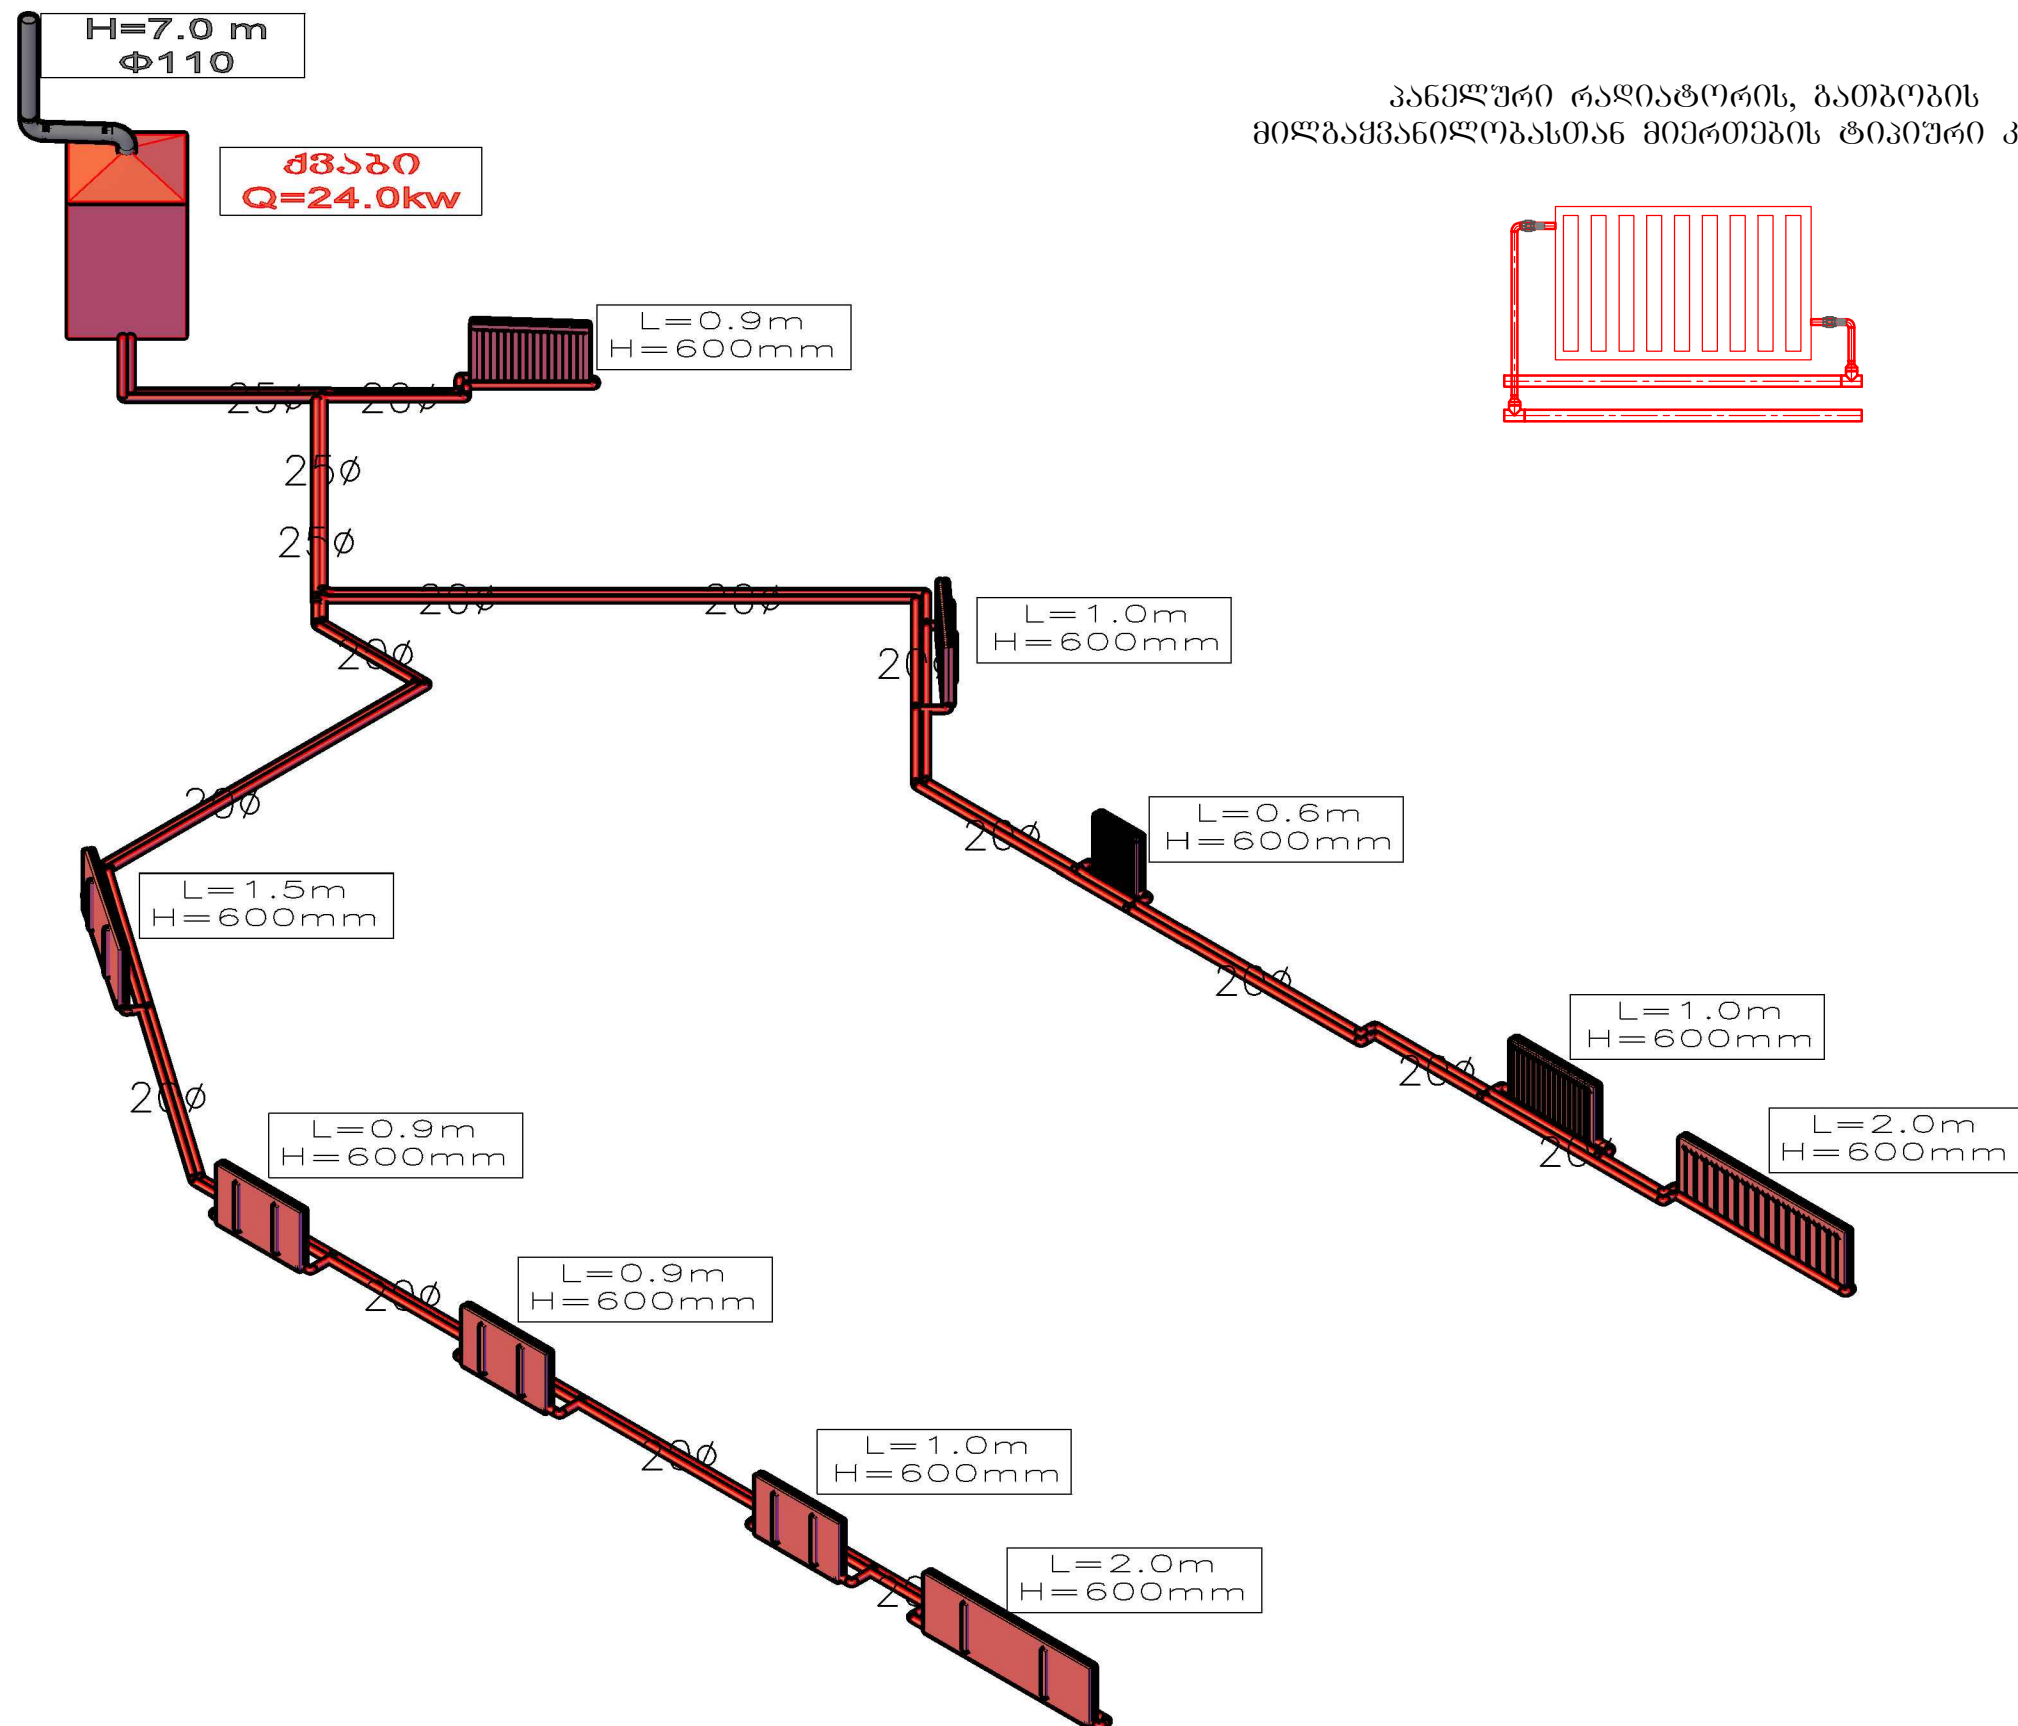 H=7.0 m
Φ110
პანელური რადიატორის, გათბობის
მილგაყვანილობასთან მიერთების ტიპიური
ქვაბი
Q=24.0kw
L=0.9m
H=600mm
25ø
20ø
25ø
25ø
20ø
20ø
L=1.0m
H=600mm
20ø
20ø
20ø
L=0.6m
H=600mm
20ø
L=1.5m
H=600mm
20ø
L=1.0m
H=600mm
20ø
20ø
L=0.9m
H=600mm
20ø
L=2.0m
H=600mm
L=0.9m
H=600mm
20ø
L=1.0m
H=600mm
20ø
L=2.0m
H=600mm